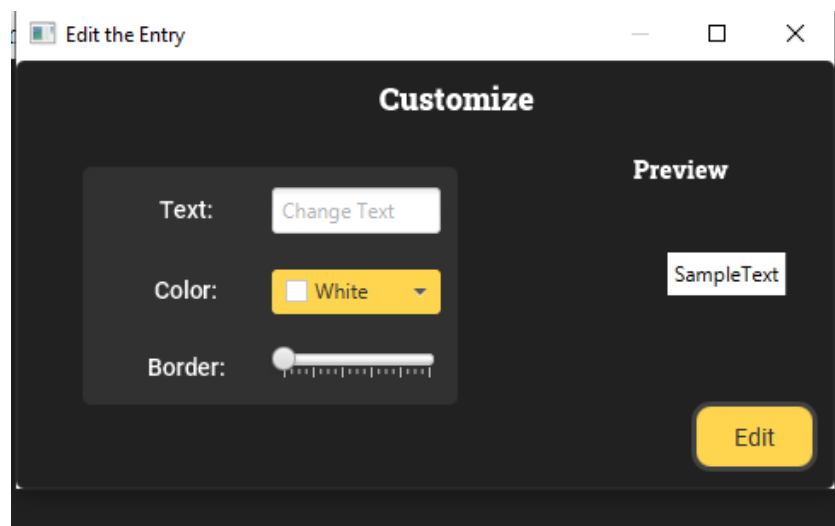 Edit the Entry
Customize
Preview
Text: Change Text
SampleText
Color: White
Border:
Edit